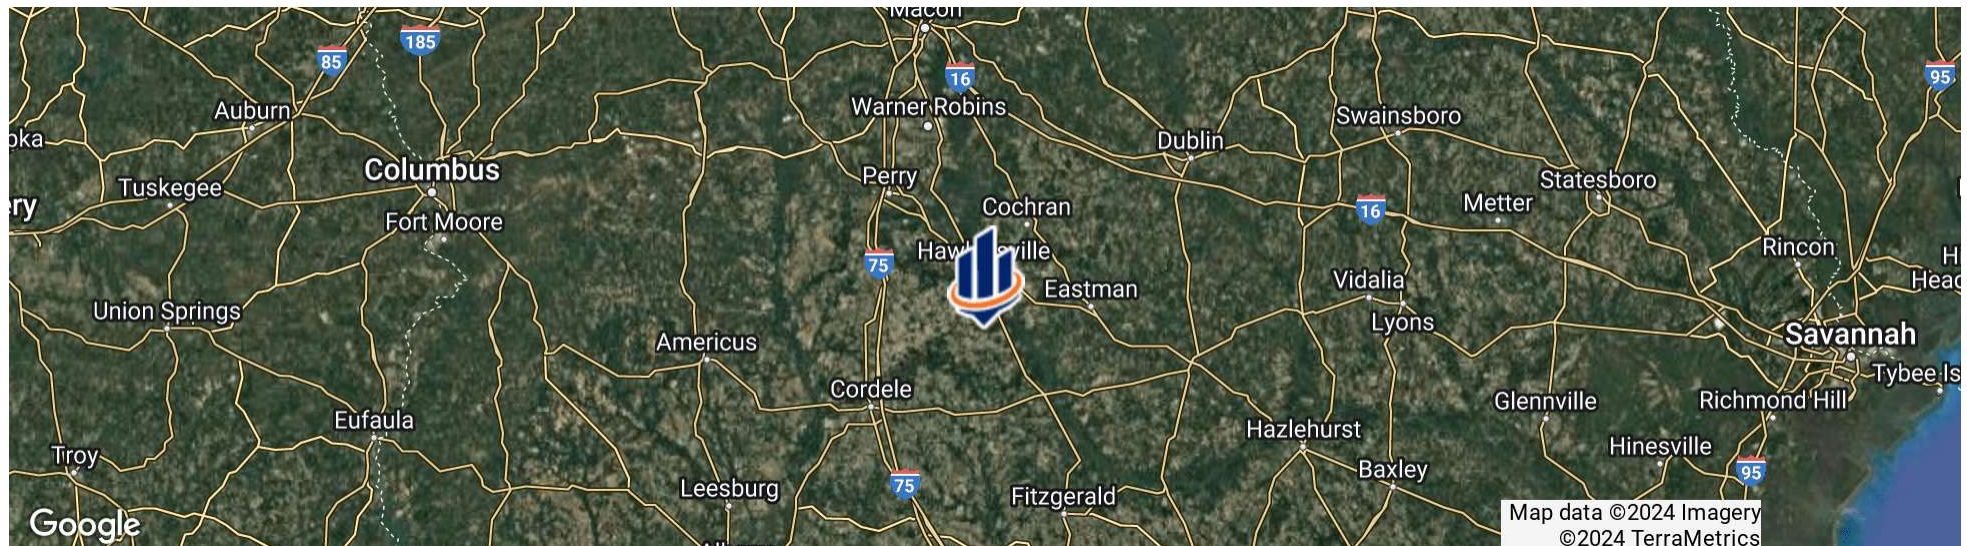 Macon
185
85
16
95
Warner Robins
Auburn
Swainsboro
Dublin
Columbus
Perry
Tuskegee
Statesboro
Cochran
Metter
16
Fort Moore
Rincon
75
Eastman
Vidalia
Union Springs
Lyons
Savannah
Americus
Tybee Is
Cordele
Glennville
Richmond Hill
Eufaula
Hazlehurst
Hinesville
Troy
Baxley
95
75
Leesburg
Fitzgerald
Google
Map data ©2024 Imagery
©2024 TerraMetrics